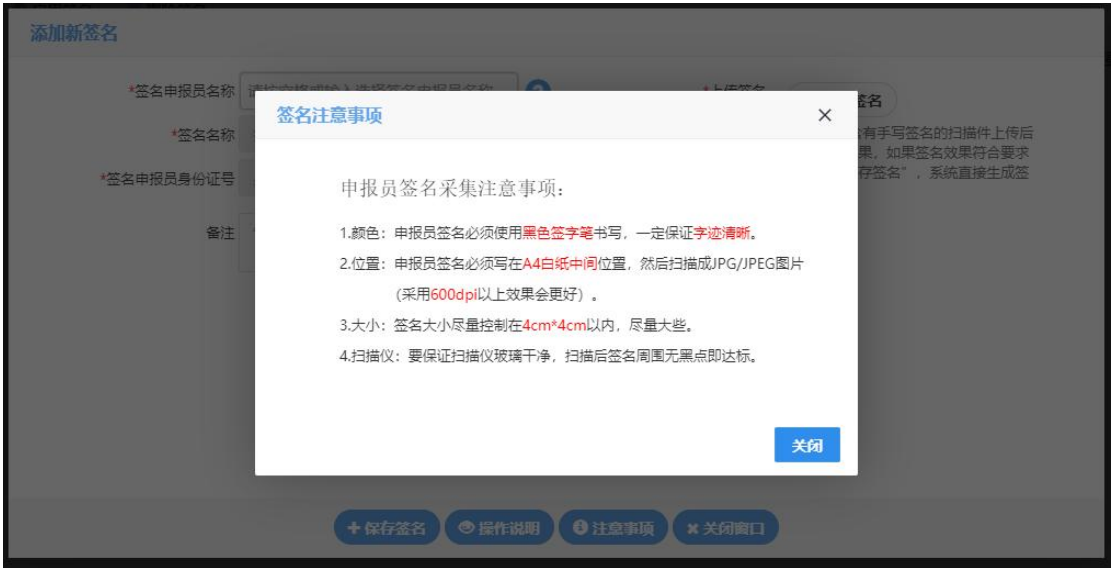 添加新签名
*签名申报员名称
*上传签名
签名
签名注意事项
*签名名称
含有手写签名的扫描件上传后
果，如果签名效果符合要求
*签名申报员身份证号
存签名"，系统直接生成签
申报员签名采集注意事项：
备注
1.颜色：申报员签名必须使用黑色签字笔书写，一定保证字迹清晰。
2.位置：申报员签名必须写在A4白纸中间位置，然后扫描成JPG/JPEG图片
（采用600dpi以上效果会更好）。
3.大小：签名大小尽量控制在4cm*4cm以内，尽量大些。
4.扫描仪：要保证扫描仪玻璃干净，扫描后签名周围无黑点即达标。
关闭
保存签名
操作说明
注意事项
关闭窗口